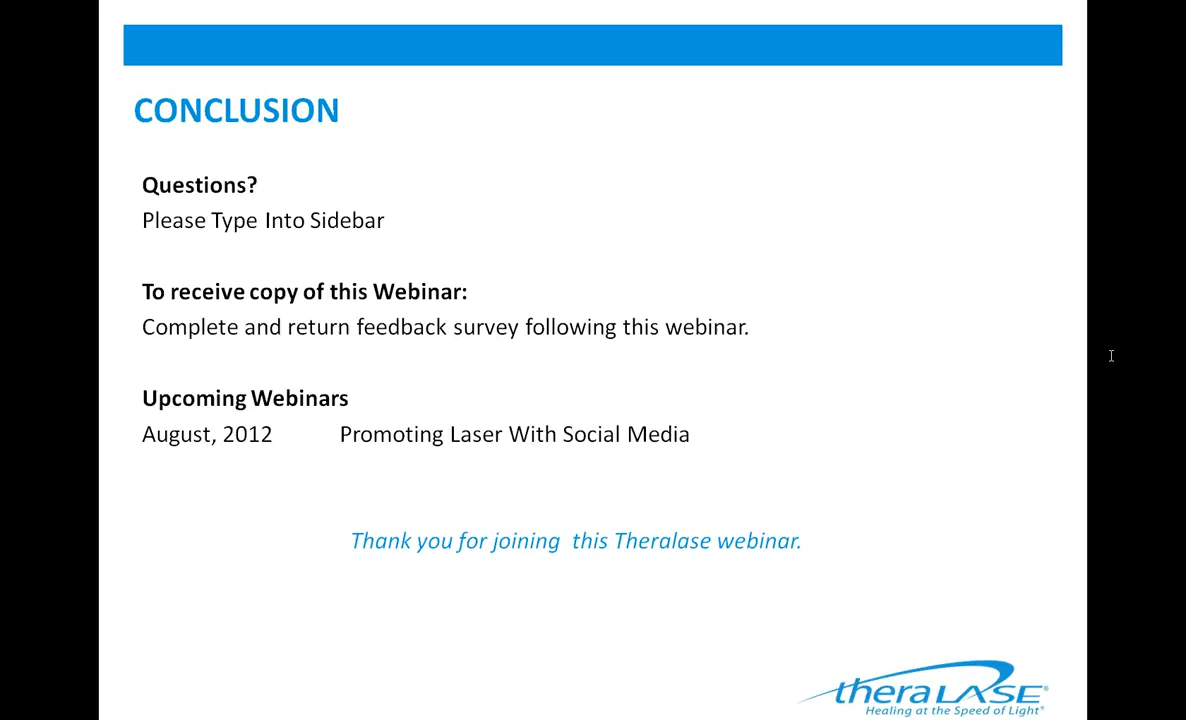 CONCLUSION
Questions?
Please Type Into Sidebar
To receive copy of this Webinar:
Complete and return feedback survey following this webinar.
Upcoming Webinars
August, 2012 Promoting Laser With Social Media
Thank you for joining  this Theralase webinar.
theraLASE®
Healing at the Speed of Light®